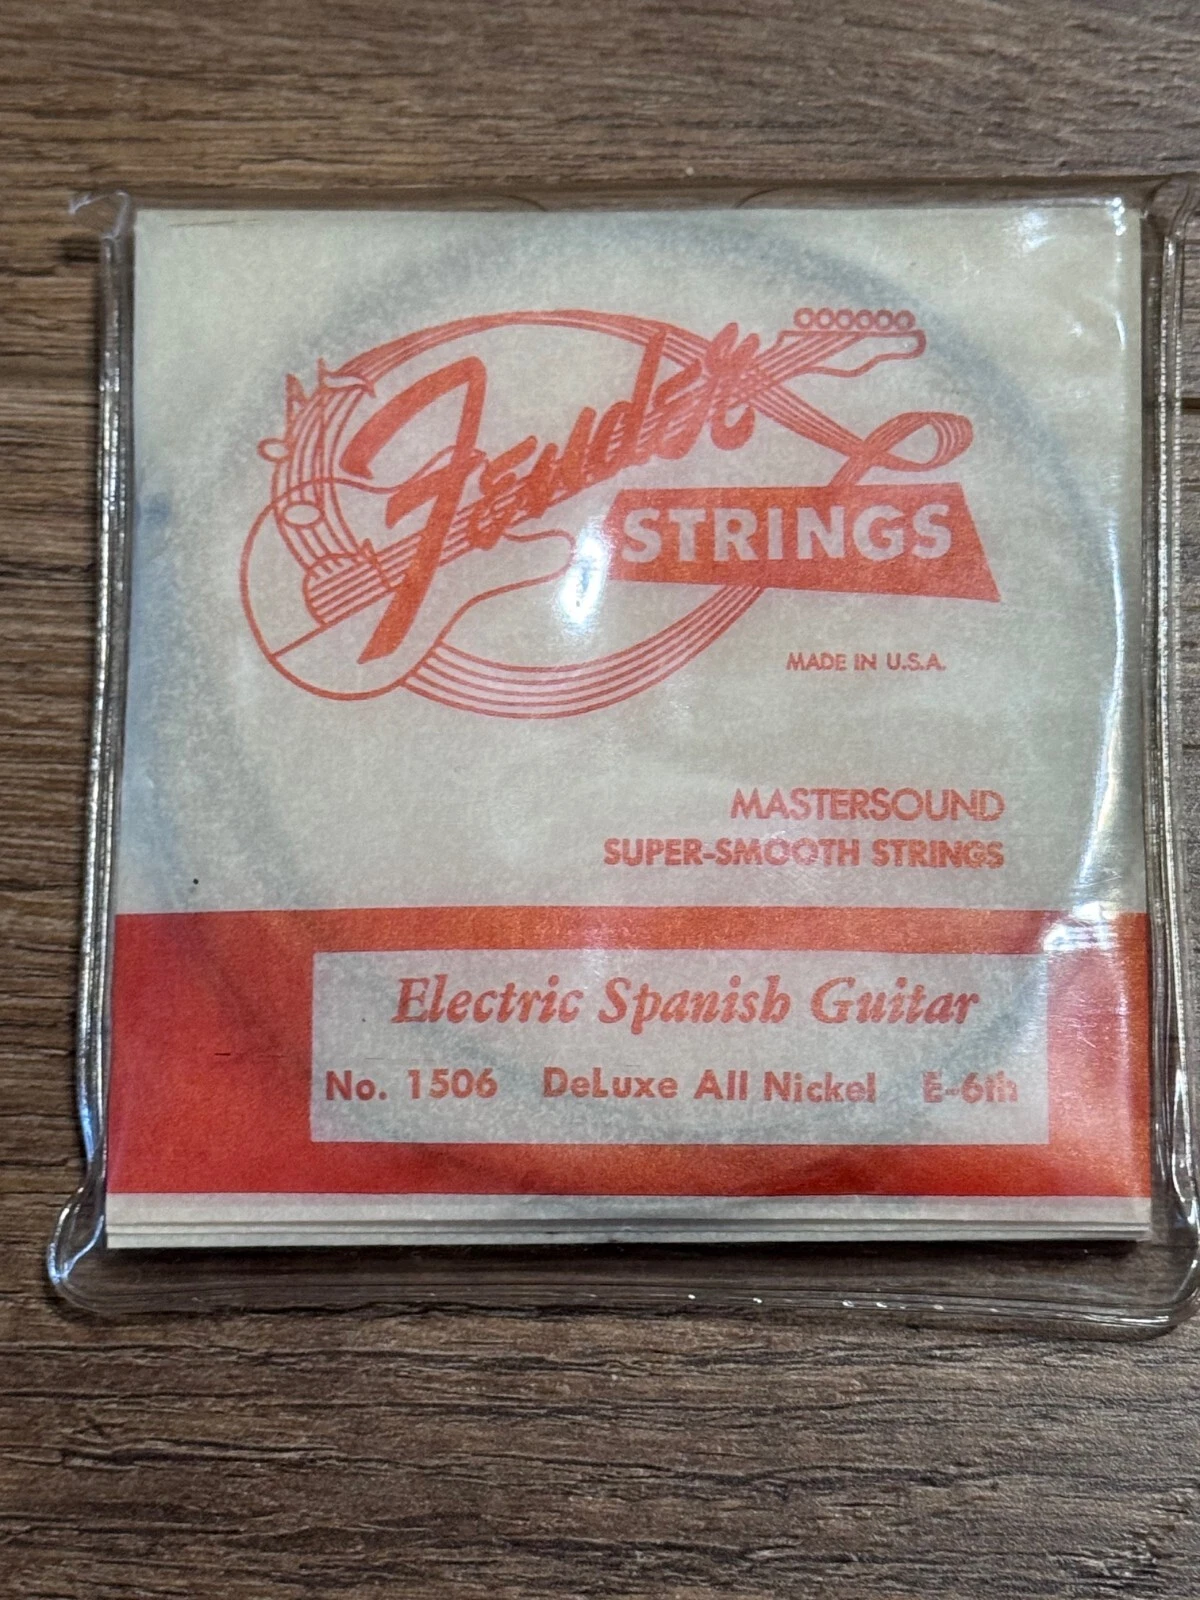 Fender
STRINGS
MADE IN U.S.A.
MASTERSOUND
SUPER-SMOOTH STRINGS
Electric Spanish Guitar
No. 1506 DeLuxe All Nickel E-6th